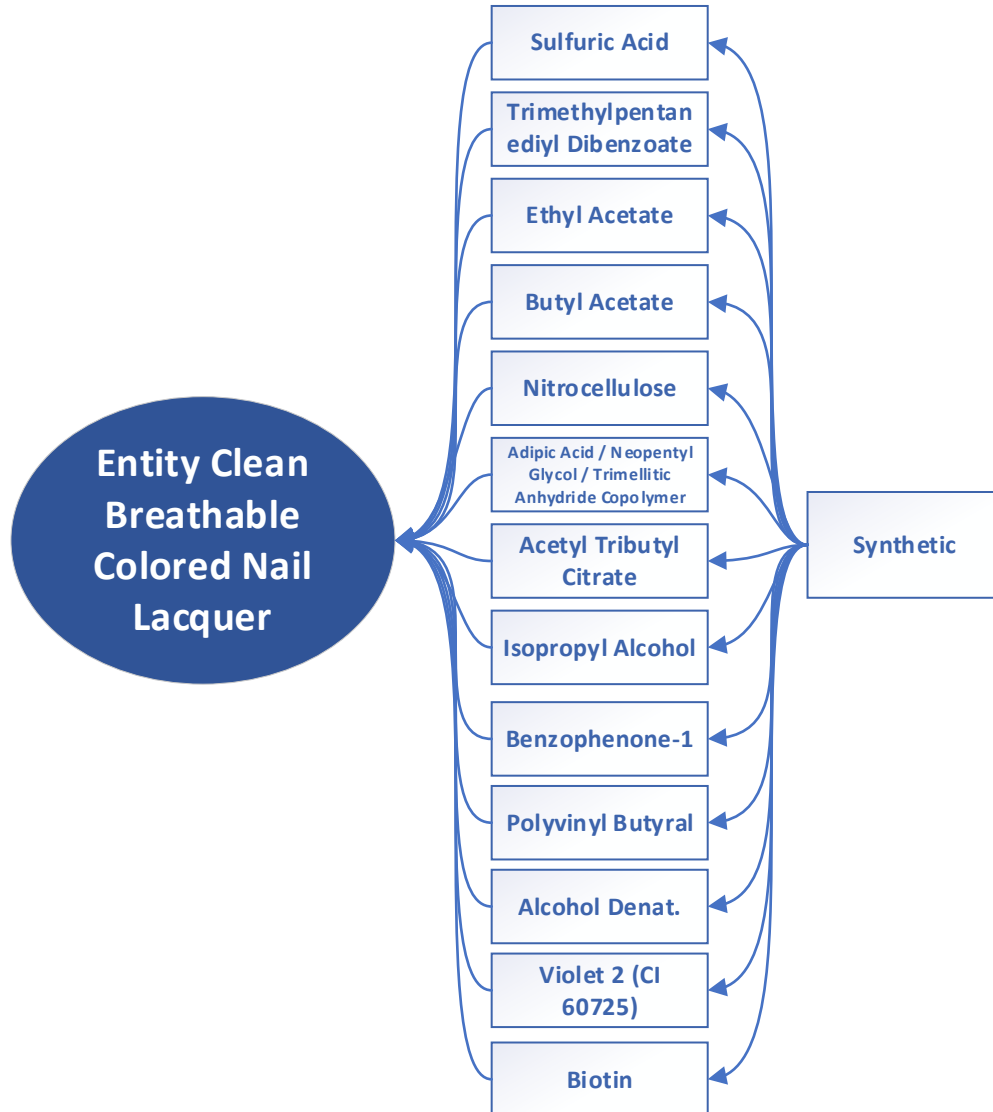 Sulfuric Acid
Trimethylpentan
ediyl Dibenzoate
Ethyl Acetate
Butyl Acetate
Nitrocellulose
Adipic Acid / Neopentyl
Glycol / Trimellitic
Anhydride Copolymer
Acetyl Tributyl
Citrate
Isopropyl Alcohol
Benzophenone-1
Polyvinyl Butyral
Alcohol Denat.
Violet 2 (CI
60725)
Biotin
Entity Clean
Breathable
Colored Nail
Lacquer
Synthetic